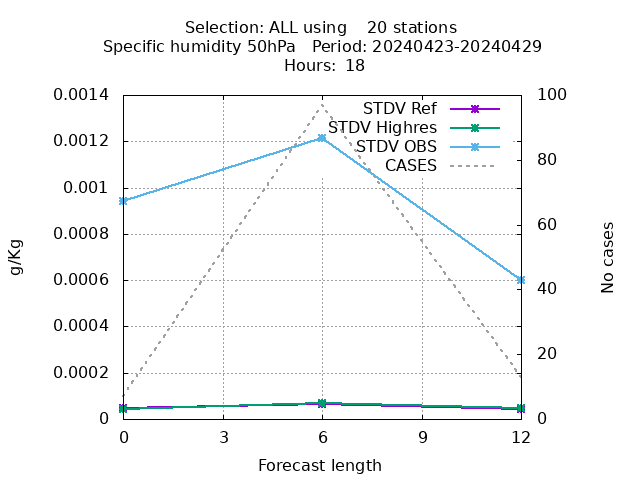 Selection: ALL using    20 stations
Specific humidity 50hPa   Period: 20240423-20240429
Hours: 18
0.0014
0.0012
0.001
0.0008
0.0006
0.0004
0.0002
0
g/Kg
STDV Ref
STDV Highres
STDV OBS
CASES
100
80
60
40
20
0
No cases
0 3 6 9 12
Forecast length